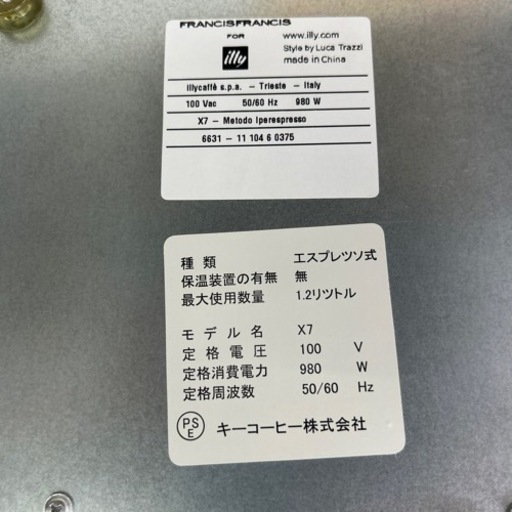 FRANCISFRANCIS
FOR
illy
www.illy.com
Style by Luca Trazzi
made in China
illycaffè s.p.a. – Trieste – Italy
100 Vac 50/60 Hz 980 W
X7 – Metodo Iperespresso
6631 – 11 104 6 0375
種類 エスプレツソ式
保温装置の有無 無
最大使用数量 1.2リツトル
モデル名 X7
定格電圧 100 V
定格消費電力 980 W
定格周波数 50/60 Hz
PSE キーコーヒー株式会社